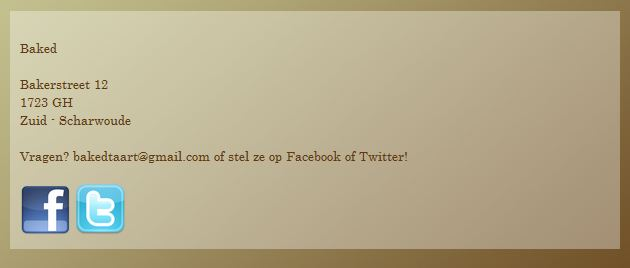 Baked
Bakerstreet 12
1723 GH
Zuid - Scharwoude
Vragen? bakedtaart@gmail.com of stel ze op Facebook of Twitter!
f t